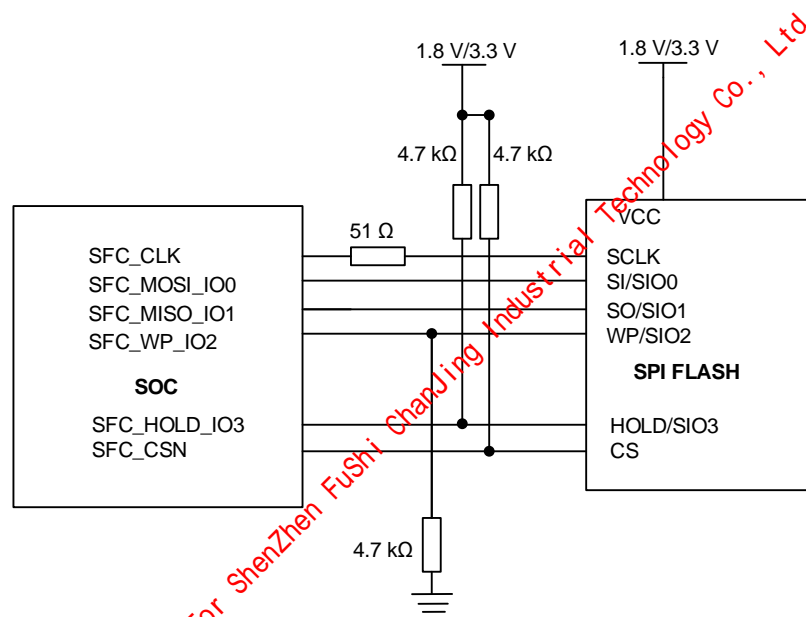 1.8 V/3.3 V
1.8 V/3.3 V
4.7 kΩ
4.7 kΩ
51 Ω
VCC
SFC_CLK
SCLK
SFC_MOSI_IO0
SI/SIO0
SFC_MISO_IO1
SO/SIO1
SFC_WP_IO2
WP/SIO2
SOC
SPI FLASH
SFC_HOLD_IO3
HOLD/SIO3
SFC_CSN
CS
4.7 kΩ
for ShenZhen FuShi ChanJing Industrial Technology Co., Ltd